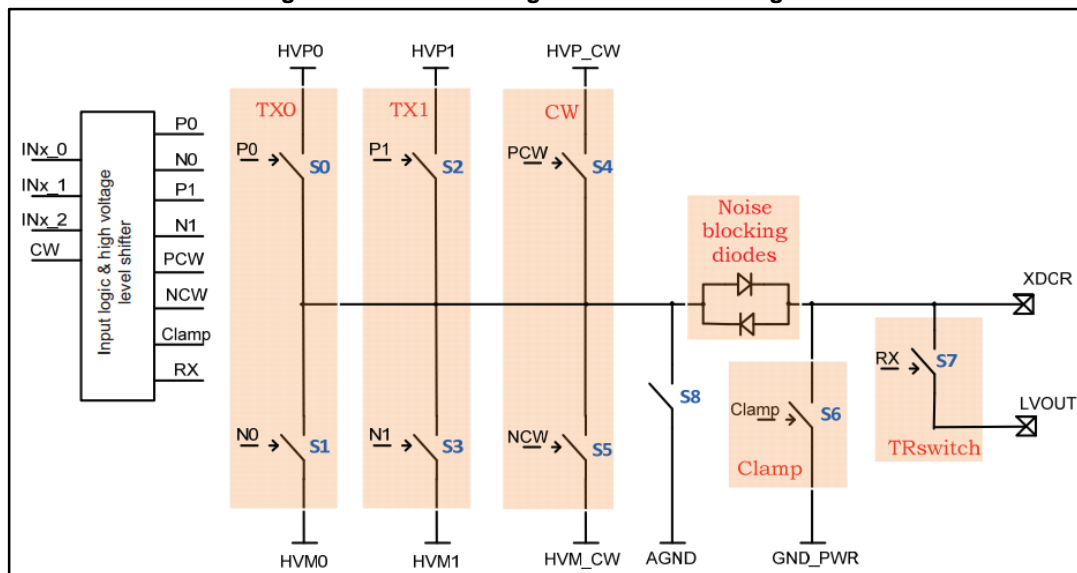 HVP0
HVP1
HVP_CW
TX0
TX1
CW
P0
N0
P1
N1
PCW
NCW
Clamp
RX
INx_0
INx_1
INx_2
CW
Input logic & high voltage
level shifter
P0
S0
P1
S2
PCW
S4
Noise
blocking
diodes
XDCR
RX
S7
LVOUT
TRswitch
S8
Clamp
S6
Clamp
N0
S1
N1
S3
NCW
S5
HVM0
HVM1
HVM_CW
AGND
GND_PWR